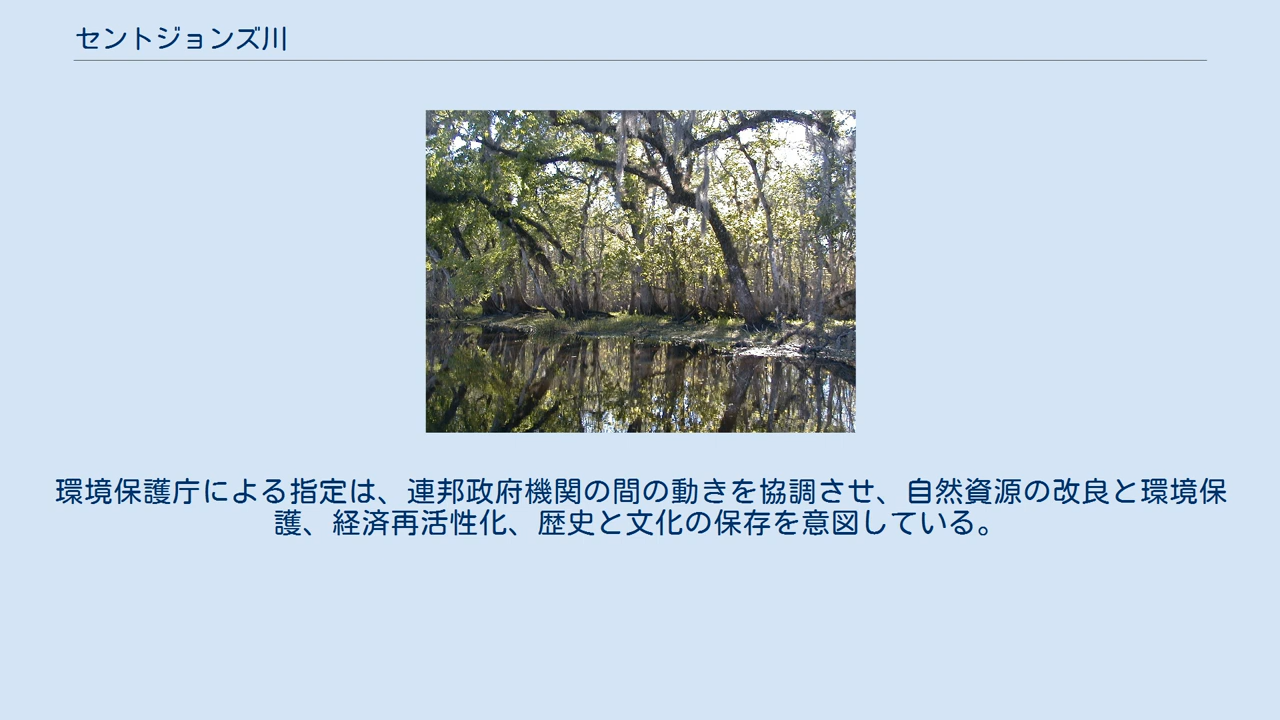 セントジョンズ川
環境保護庁による指定は、連邦政府機関の間の動きを協調させ、自然資源の改良と環境保
護、経済再活性化、歴史と文化の保存を意図している。